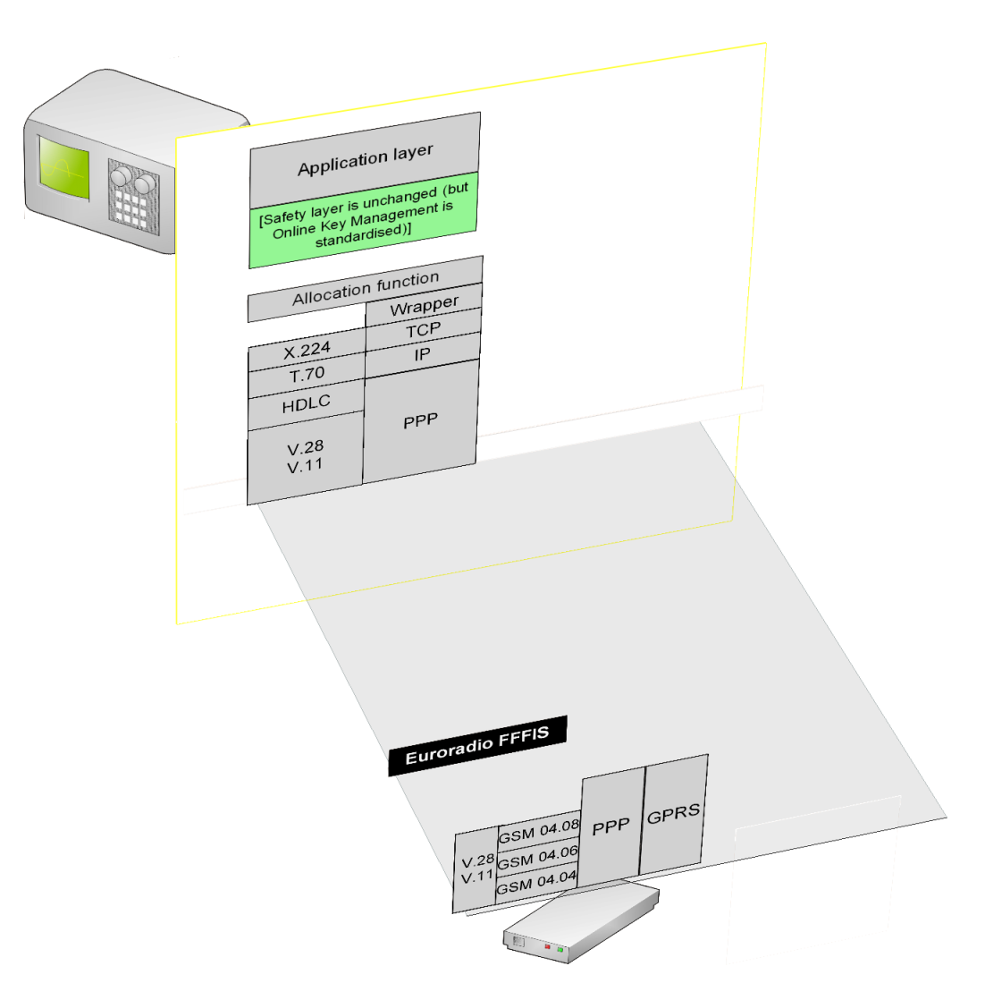 Application layer
[Safety layer is unchanged (but
Online Key Management is
standardised)]
Allocation function
Wrapper
TCP
IP
PPP
X.224
T.70
HDLC
V.28
V.11
Euroradio FFFIS
V.28
V.11
GSM 04.08
GSM 04.06
GSM 04.04
PPP
GPRS